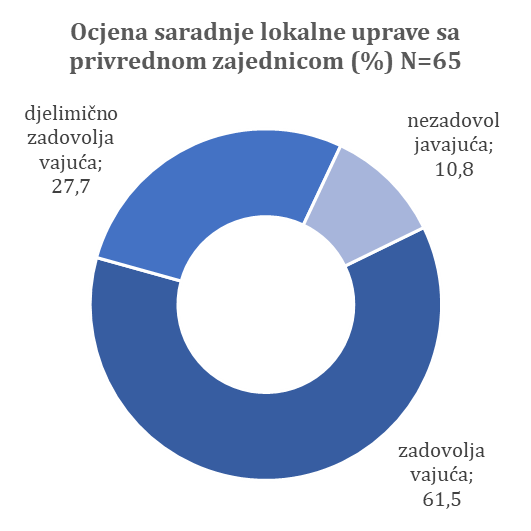 Ocjena saradnje lokalne uprave sa
privrednom zajednicom (%) N=65
djelimično
zadovolja
vajuća;
27,7
nezadovol
javajuća;
10,8
zadovolja
vajuća;
61,5